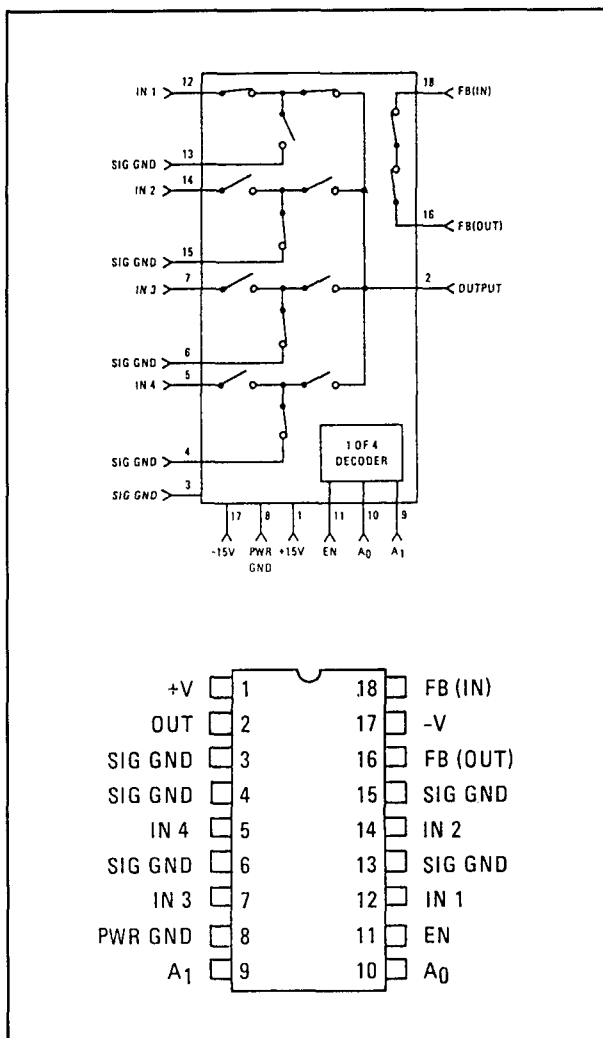 IN 1 12
18 FB(IN)
SIG GND 13
IN 2 14
16 FB(OUT)
SIG GND 15
IN 3 7
2 OUTPUT
SIG GND 6
IN 4 5
1 OF 4
DECODER
SIG GND 4
SIG GND 3
17 8 1 11 10 9
-15V PWR GND +15V EN A0 A1
+V 1 18 FB (IN)
OUT 2 17 -V
SIG GND 3 16 FB (OUT)
SIG GND 4 15 SIG GND
IN 4 5 14 IN 2
SIG GND 6 13 SIG GND
IN 3 7 12 IN 1
PWR GND 8 11 EN
A1 9 10 A0